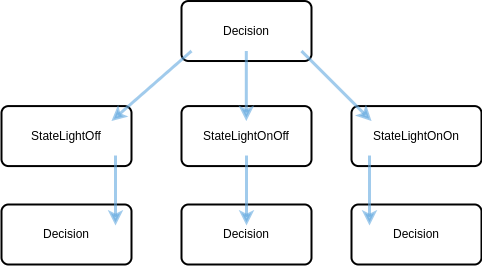 Decision
StateLightOff
StateLightOnOff
StateLightOnOn
Decision
Decision
Decision